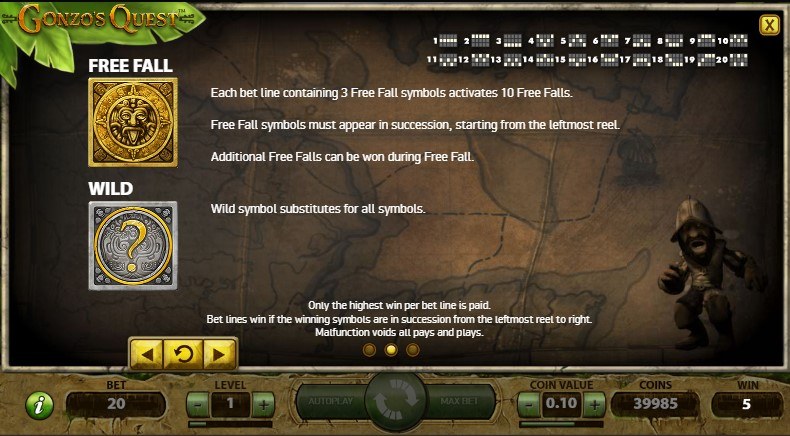 GONZO'S QUEST™
X
1 2 3 4 5 6 7 8 9 10
11 12 13 14 15 16 17 18 19 20
FREE FALL
Each bet line containing 3 Free Fall symbols activates 10 Free Falls.
Free Fall symbols must appear in succession, starting from the leftmost reel.
Additional Free Falls can be won during Free Fall.
WILD
Wild symbol substitutes for all symbols.
?
Only the highest win per bet line is paid.
Bet lines win if the winning symbols are in succession from the leftmost reel to right.
Malfunction voids all pays and plays.
BET LEVEL COIN VALUE COINS WIN
i 20 - 1 + AUTOPLAY MAX BET - 0.10 + 39985 5